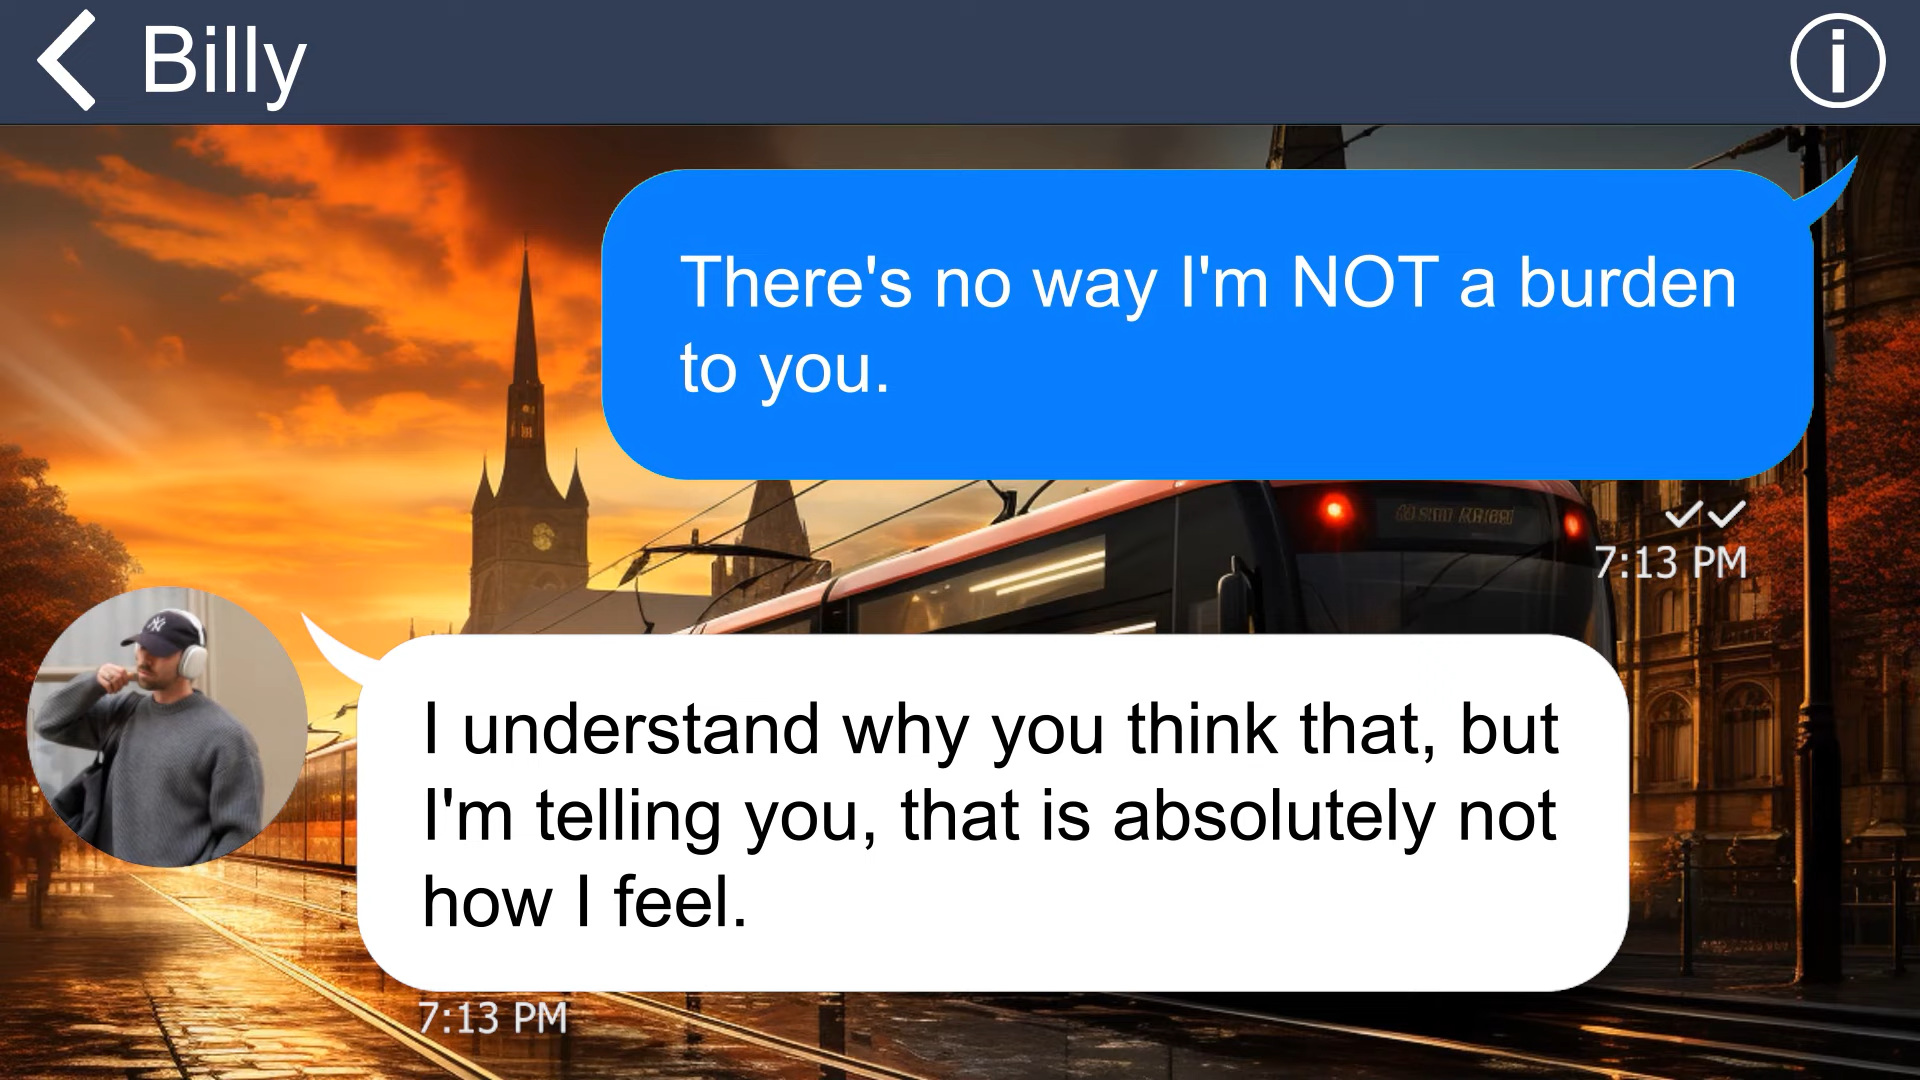 Billy
There's no way I'm NOT a burden
to you.
7:13 PM
I understand why you think that, but
I'm telling you, that is absolutely not
how I feel.
7:13 PM